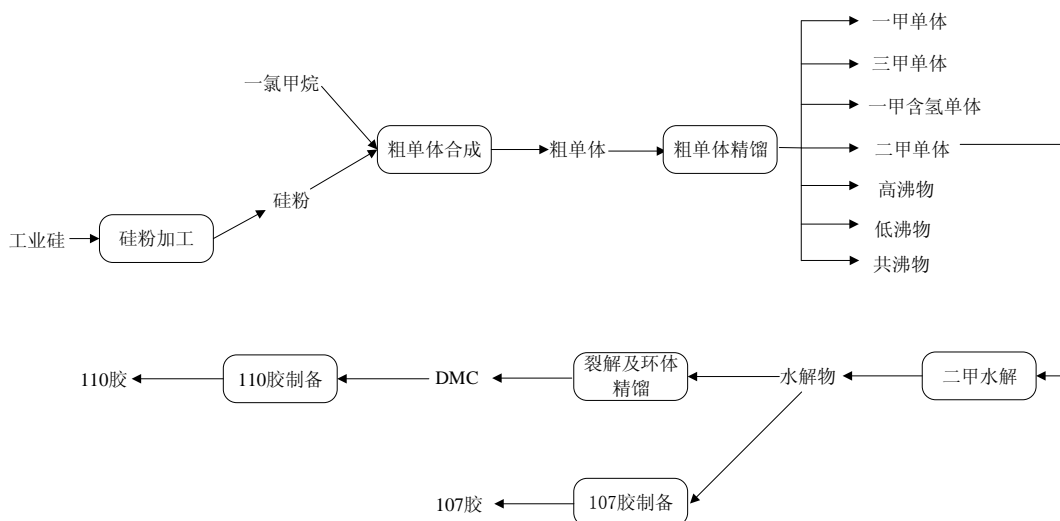 一甲单体
三甲单体
一氯甲烷
一甲含氢单体
粗单体合成
粗单体
粗单体精馏
二甲单体
硅粉
高沸物
工业硅
硅粉加工
低沸物
共沸物
110胶
110胶制备
DMC
裂解及环体
精馏
水解物
二甲水解
107胶
107胶制备